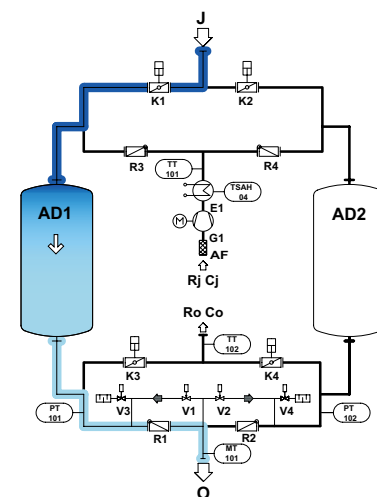 J
K1 K2
R3 TT 101 R4
TSAH 04
E1
M
G1
AF
Rj Cj
AD1 AD2
Ro Co
TT 102
K3 K4
V3 V1 V2 V4
PT 101 PT 102
R1 R2
MT 101
O